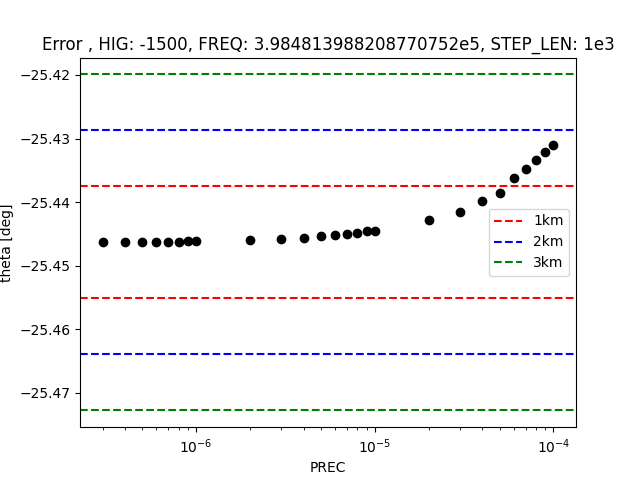 Error , HIG: -1500, FREQ: 3.984813988208770752e5, STEP_LEN: 1e3
−25.42
−25.43
−25.44
−25.45
−25.46
−25.47
theta [deg]
1km
2km
3km
10⁻⁶
10⁻⁵
10⁻⁴
PREC